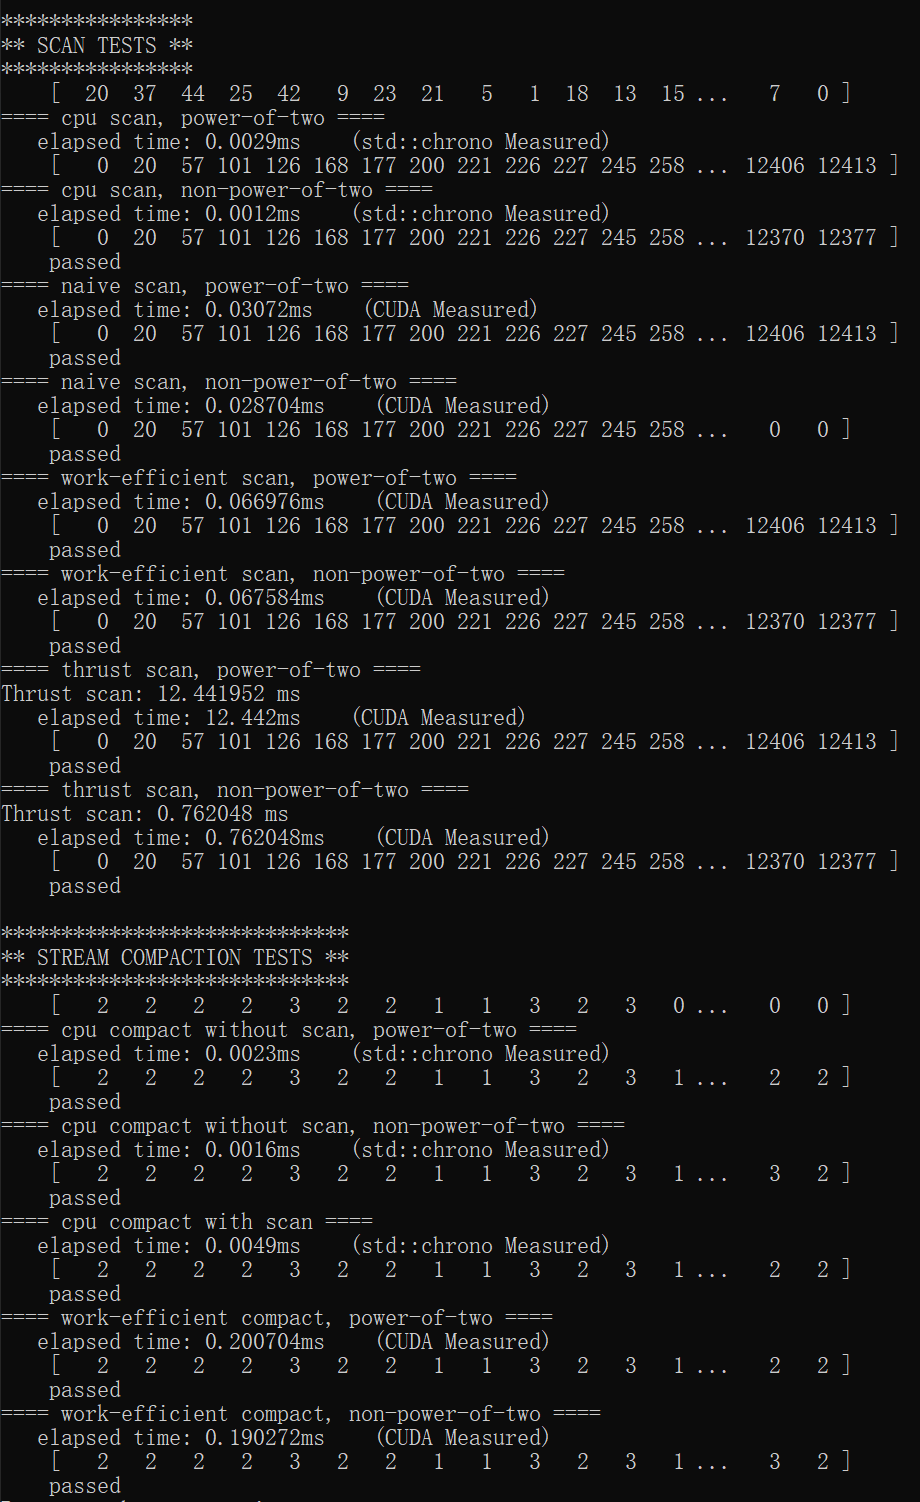 ****************
** SCAN TESTS **
****************
    [  20  37  44  25  42   9  23  21   5   1  18  13  15 ...   7   0 ]
==== cpu scan, power-of-two ====
   elapsed time: 0.0029ms    (std::chrono Measured)
    [   0  20  57 101 126 168 177 200 221 226 227 245 258 ... 12406 12413 ]
==== cpu scan, non-power-of-two ====
   elapsed time: 0.0012ms    (std::chrono Measured)
    [   0  20  57 101 126 168 177 200 221 226 227 245 258 ... 12370 12377 ]
    passed
==== naive scan, power-of-two ====
   elapsed time: 0.03072ms    (CUDA Measured)
    [   0  20  57 101 126 168 177 200 221 226 227 245 258 ... 12406 12413 ]
    passed
==== naive scan, non-power-of-two ====
   elapsed time: 0.028704ms    (CUDA Measured)
    [   0  20  57 101 126 168 177 200 221 226 227 245 258 ...   0   0 ]
    passed
==== work-efficient scan, power-of-two ====
   elapsed time: 0.066976ms    (CUDA Measured)
    [   0  20  57 101 126 168 177 200 221 226 227 245 258 ... 12406 12413 ]
    passed
==== work-efficient scan, non-power-of-two ====
   elapsed time: 0.067584ms    (CUDA Measured)
    [   0  20  57 101 126 168 177 200 221 226 227 245 258 ... 12370 12377 ]
    passed
==== thrust scan, power-of-two ====
Thrust scan: 12.441952 ms
   elapsed time: 12.442ms    (CUDA Measured)
    [   0  20  57 101 126 168 177 200 221 226 227 245 258 ... 12406 12413 ]
    passed
==== thrust scan, non-power-of-two ====
Thrust scan: 0.762048 ms
   elapsed time: 0.762048ms    (CUDA Measured)
    [   0  20  57 101 126 168 177 200 221 226 227 245 258 ... 12370 12377 ]
    passed

*****************************
** STREAM COMPACTION TESTS **
*****************************
    [   2   2   2   2   3   2   2   1   1   3   2   3   0 ...   0   0 ]
==== cpu compact without scan, power-of-two ====
   elapsed time: 0.0023ms    (std::chrono Measured)
    [   2   2   2   2   3   2   2   1   1   3   2   3   1 ...   2   2 ]
    passed
==== cpu compact without scan, non-power-of-two ====
   elapsed time: 0.0016ms    (std::chrono Measured)
    [   2   2   2   2   3   2   2   1   1   3   2   3   1 ...   3   2 ]
    passed
==== cpu compact with scan ====
   elapsed time: 0.0049ms    (std::chrono Measured)
    [   2   2   2   2   3   2   2   1   1   3   2   3   1 ...   2   2 ]
    passed
==== work-efficient compact, power-of-two ====
   elapsed time: 0.200704ms    (CUDA Measured)
    [   2   2   2   2   3   2   2   1   1   3   2   3   1 ...   2   2 ]
    passed
==== work-efficient compact, non-power-of-two ====
   elapsed time: 0.190272ms    (CUDA Measured)
    [   2   2   2   2   3   2   2   1   1   3   2   3   1 ...   3   2 ]
    passed